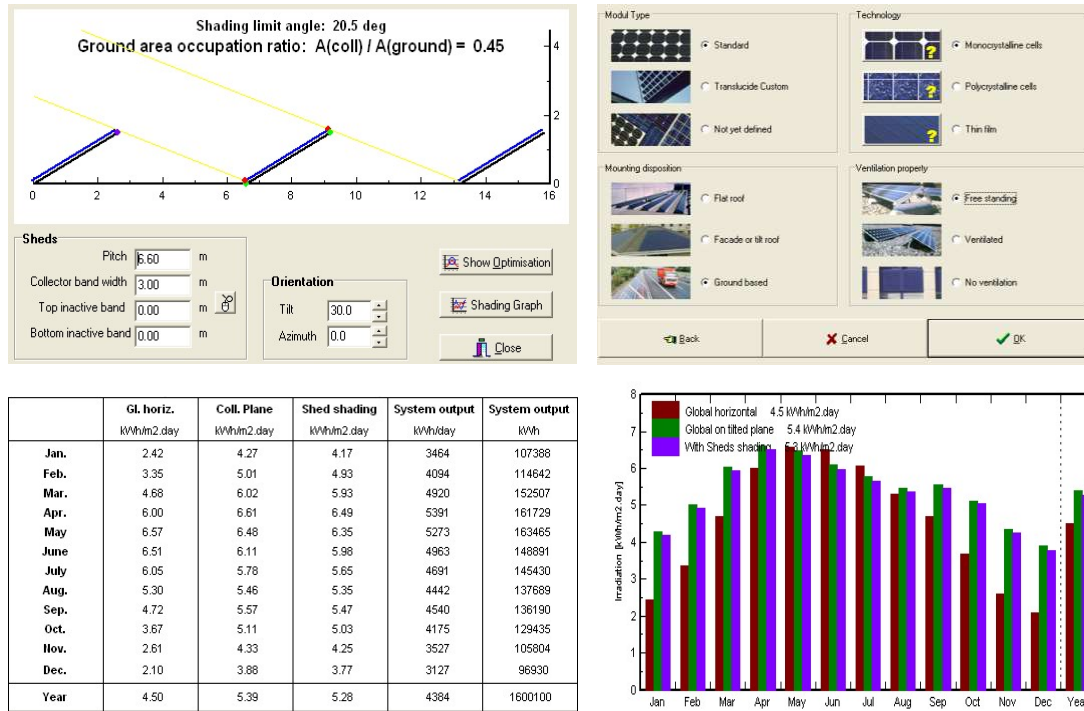 Shading limit angle: 20.5 deg
Ground area occupation ratio: A(coll) / A(ground) = 0.45
4
2
0
0 2 4 6 8 10 12 14 16
Sheds
Pitch 6.60 m
Collector band width 3.00 m
Top inactive band 0.00 m
Bottom inactive band 0.00 m
Orientation
Tilt 30.0
Azimuth 0.0
Show Optimisation
Shading Graph
Close
Modul Type
Standard
Translucide Custom
Not yet defined
Technology
Monocrystalline cells
Polycrystalline cells
Thin film
? ? ?
Mounting disposition
Flat roof
Facade or tilt roof
Ground based
Ventilation property
Free standing
Ventilated
No ventilation
Back Cancel OK
Gl. horiz. Coll. Plane Shed shading System output System output
kWh/m2.day kWh/m2.day kWh/m2.day kWh/day kWh
Jan. 2.42 4.27 4.17 3464 107388
Feb. 3.35 5.01 4.93 4094 114642
Mar. 4.68 6.02 5.93 4920 152507
Apr. 6.00 6.61 6.49 5391 161729
May 6.57 6.48 6.35 5273 163465
June 6.51 6.11 5.98 4963 148891
July 6.05 5.78 5.65 4691 145430
Aug. 5.30 5.46 5.35 4442 137689
Sep. 4.72 5.57 5.47 4540 136190
Oct. 3.67 5.11 5.03 4175 129435
Nov. 2.61 4.33 4.25 3527 105804
Dec. 2.10 3.88 3.77 3127 96930
Year 4.50 5.39 5.28 4384 1600100
Global horizontal 4.5 kWh/m2.day
Global on tilted plane 5.4 kWh/m2.day
With Sheds shading 5.3 kWh/m2.day
Irradiation [kWh/m2.day]
8
7
6
5
4
3
2
1
0
Jan Feb Mar Apr May Jun Jul Aug Sep Oct Nov Dec Year